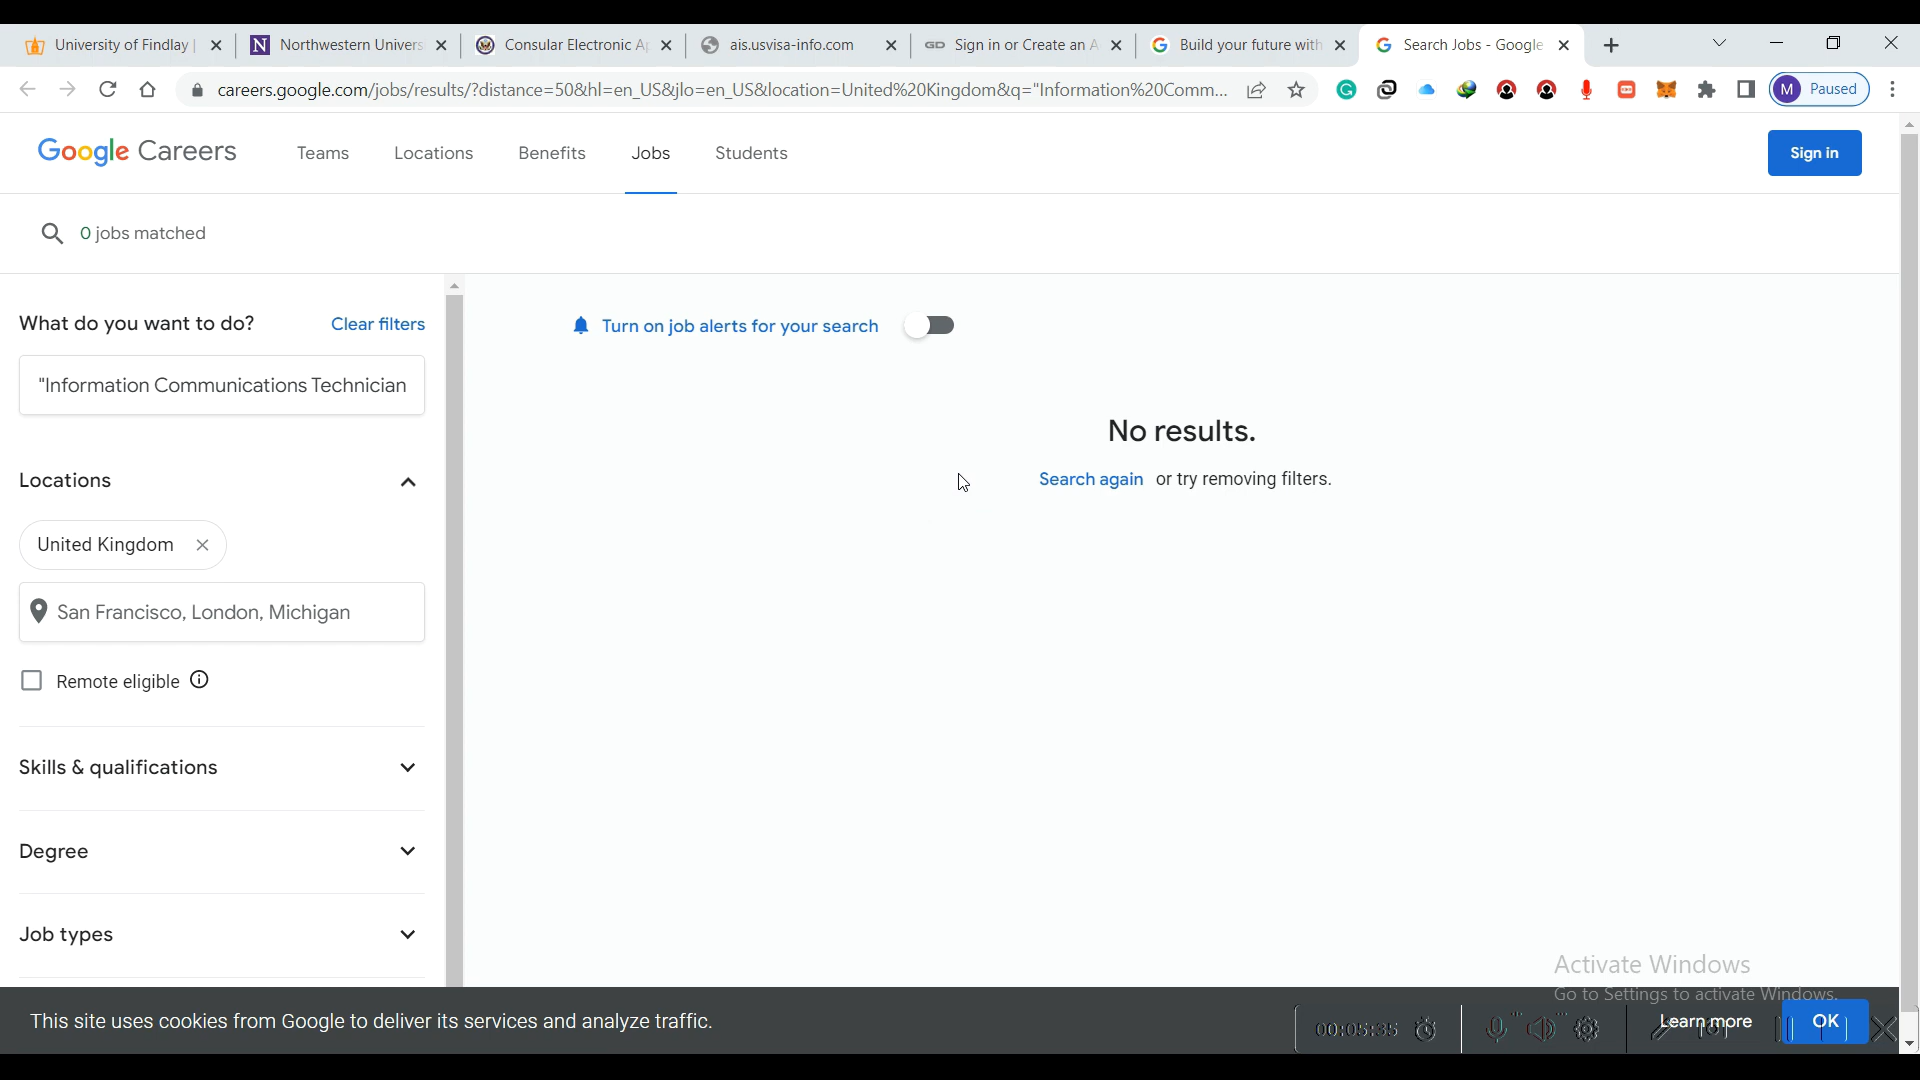 University of Findlay
Northwestern Univers
Consular Electronic Ap
ais.usvisa-info.com
GD Sign in or Create an A
Build your future with
Search Jobs - Google
careers.google.com/jobs/results/?distance=50&hl=en_US&jlo=en_US&location=United%20Kingdom&q="Information%20Comm...
M Paused
Google Careers
Teams
Locations
Benefits
Jobs
Students
Sign in
0 jobs matched
What do you want to do?
Clear filters
"Information Communications Technician
Locations
United Kingdom
San Francisco, London, Michigan
Remote eligible
Skills & qualifications
Degree
Job types
Turn on job alerts for your search
No results.
Search again or try removing filters.
Activate Windows
Go to Settings to activate Windows.
This site uses cookies from Google to deliver its services and analyze traffic.
00:05:35
Learn more
OK